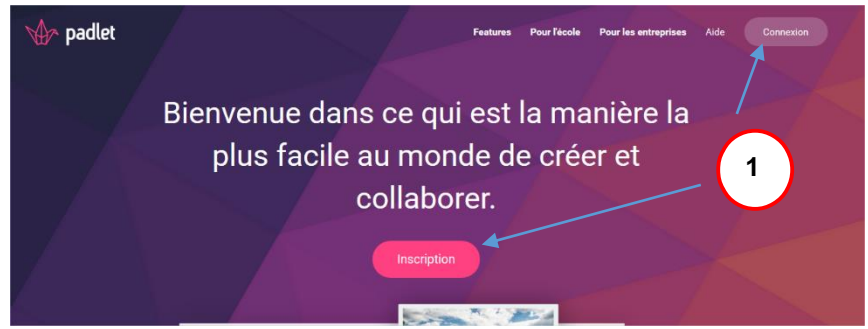 padlet
Features Pour l'école Pour les entreprises Aide Connexion
Bienvenue dans ce qui est la manière la
plus facile au monde de créer et
collaborer.
1
Inscription